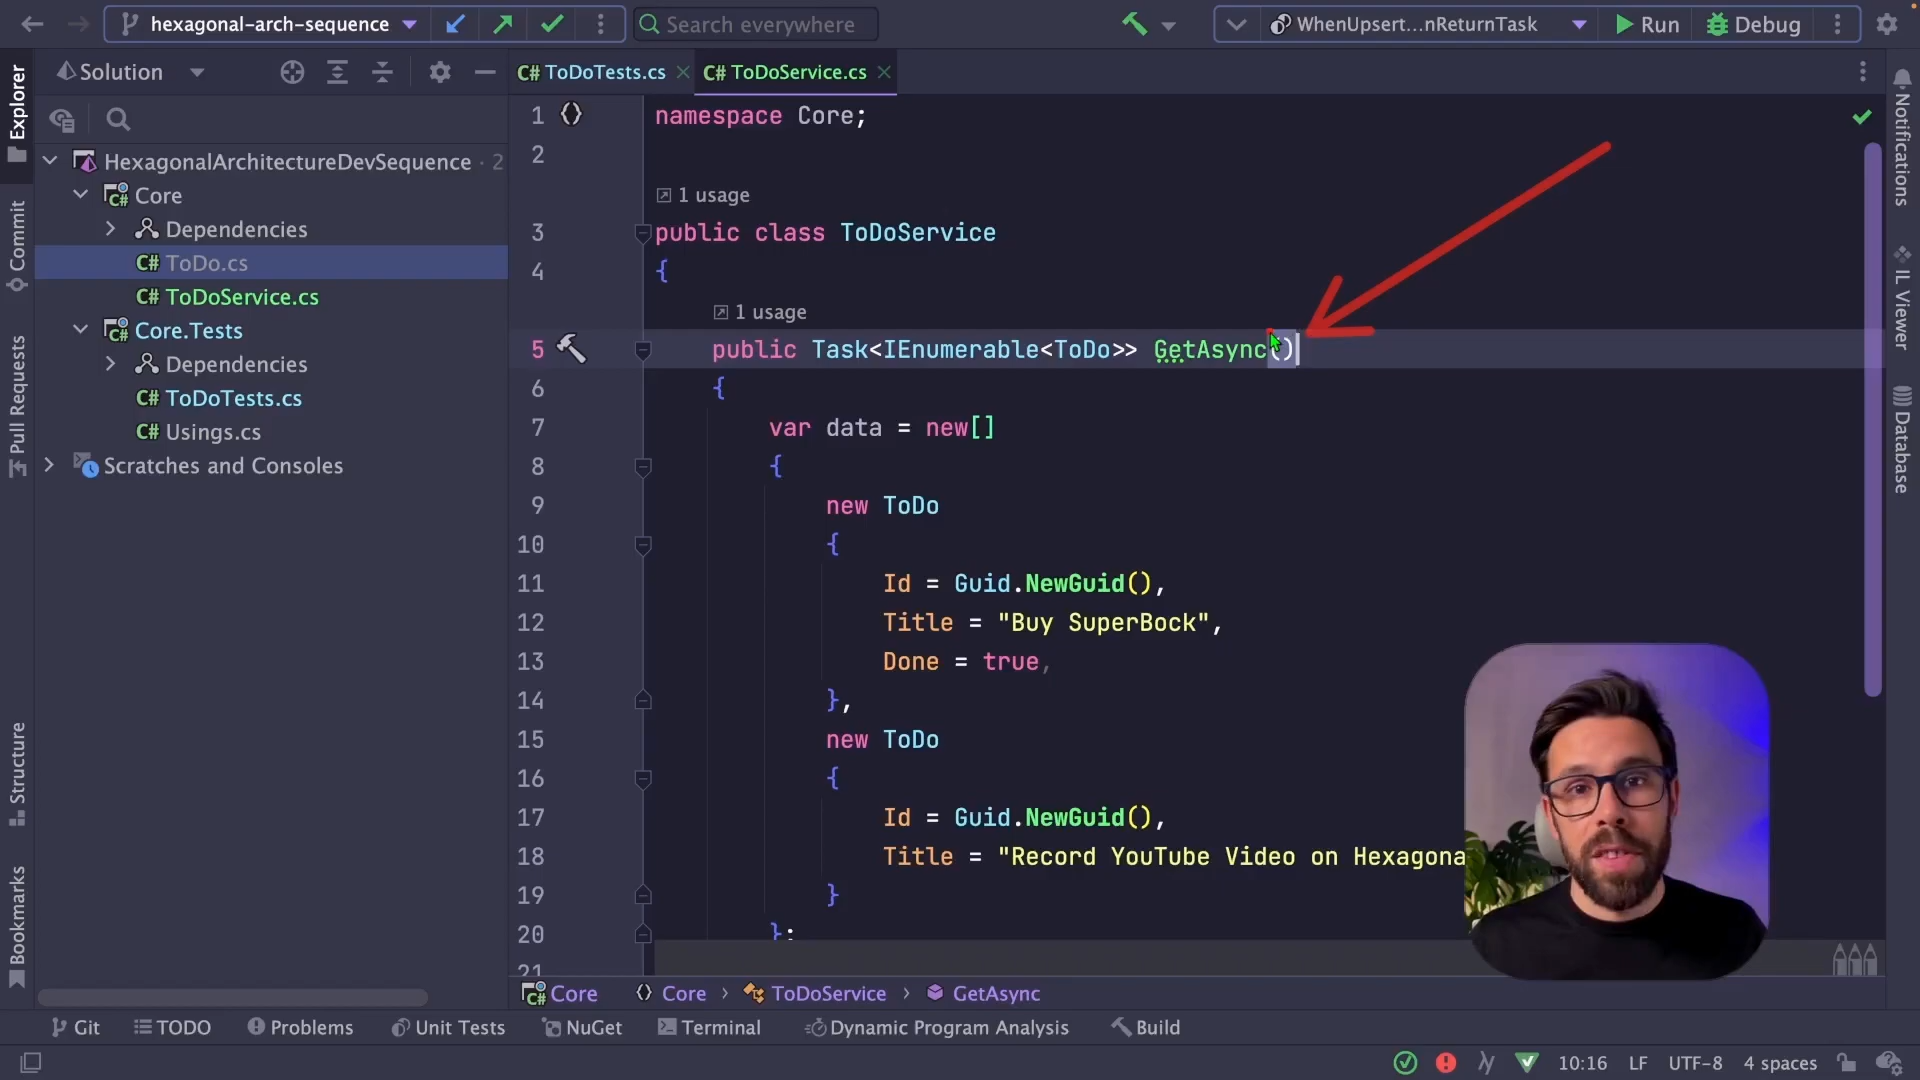 hexagonal-arch-sequence
Search everywhere
WhenUpsert...nReturnTask
Run
Debug
Solution
C# ToDoTests.cs
C# ToDoService.cs
Explorer
Commit
Pull Requests
Structure
Bookmarks
HexagonalArchitectureDevSequence · 2
C# Core
Dependencies
C# ToDo.cs
C# ToDoService.cs
C# Core.Tests
Dependencies
C# ToDoTests.cs
C# Usings.cs
Scratches and Consoles
1 namespace Core;
2
1 usage
3 public class ToDoService
4 {
1 usage
5 public Task<IEnumerable<ToDo>> GetAsync()
6 {
7 var data = new[]
8 {
9 new ToDo
10 {
11 Id = Guid.NewGuid(),
12 Title = "Buy SuperBock",
13 Done = true,
14 },
15 new ToDo
16 {
17 Id = Guid.NewGuid(),
18 Title = "Record YouTube Video on Hexagona
19 }
20 };
21
Notifications
IL Viewer
Database
C# Core
Core
ToDoService
GetAsync
Git
TODO
Problems
Unit Tests
NuGet
Terminal
Dynamic Program Analysis
Build
10:16
LF
UTF-8
4 spaces